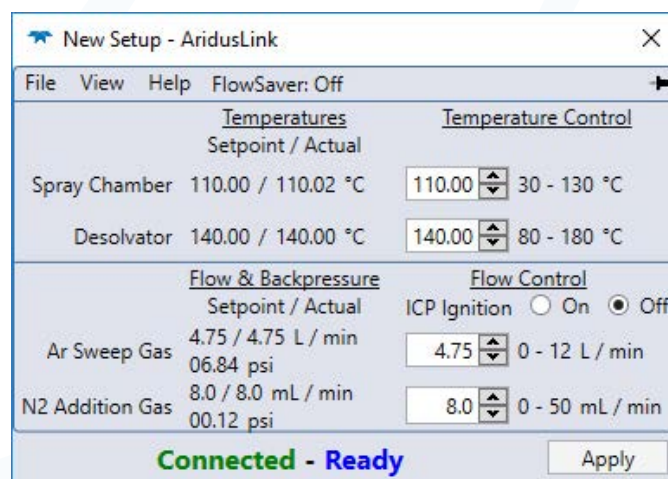 New Setup - AridusLink
File View Help FlowSaver: Off
Temperatures Temperature Control
Setpoint / Actual
Spray Chamber 110.00 / 110.02 °C 110.00 30 - 130 °C
Desolvator 140.00 / 140.00 °C 140.00 80 - 180 °C
Flow & Backpressure Flow Control
Setpoint / Actual ICP Ignition On Off
Ar Sweep Gas 4.75 / 4.75 L / min 4.75 0 - 12 L / min
06.84 psi
N2 Addition Gas 8.0 / 8.0 mL / min 8.0 0 - 50 mL / min
00.12 psi
Connected - Ready Apply